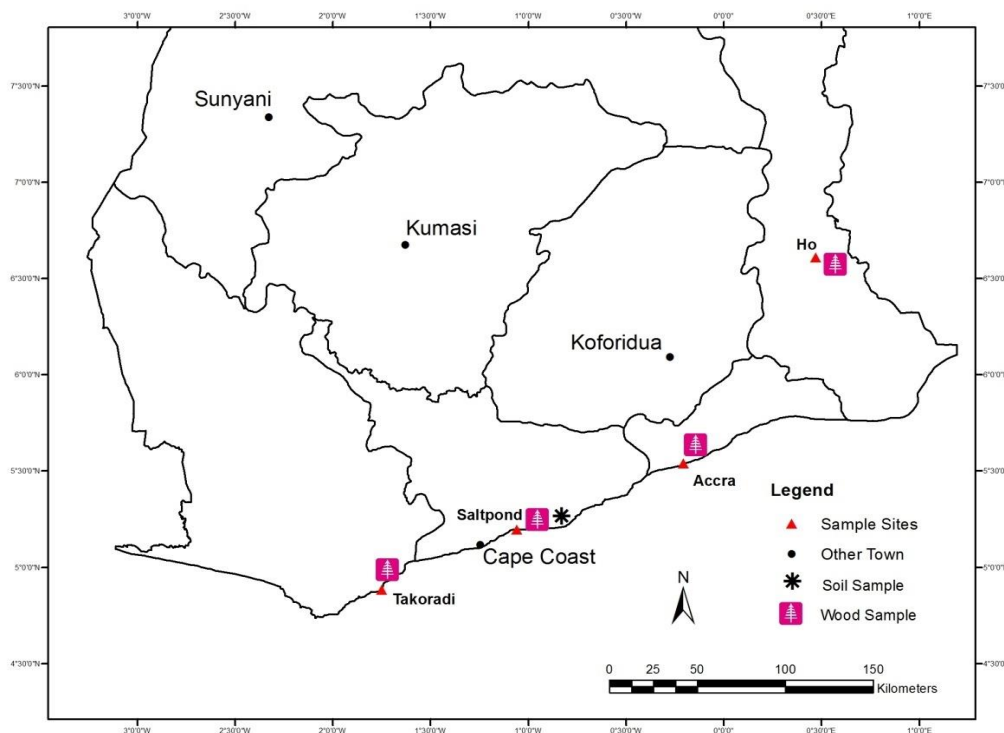 3°0'0"W 2°30'0"W 2°0'0"W 1°30'0"W 1°0'0"W 0°30'0"W 0°0'0" 0°30'0"E 1°0'0"E
7°30'0"N 7°30'0"N
Sunyani
7°0'0"N 7°0'0"N
Kumasi
Ho
6°30'0"N 6°30'0"N
Koforidua
6°0'0"N 6°0'0"N
5°30'0"N 5°30'0"N
Accra
Legend
Saltpond
Sample Sites
Cape Coast
Other Town
5°0'0"N 5°0'0"N
Takoradi
N
Soil Sample
Wood Sample
4°30'0"N 4°30'0"N
0 25 50 100 150
Kilometers
3°0'0"W 2°30'0"W 2°0'0"W 1°30'0"W 1°0'0"W 0°30'0"W 0°0'0" 0°30'0"E 1°0'0"E